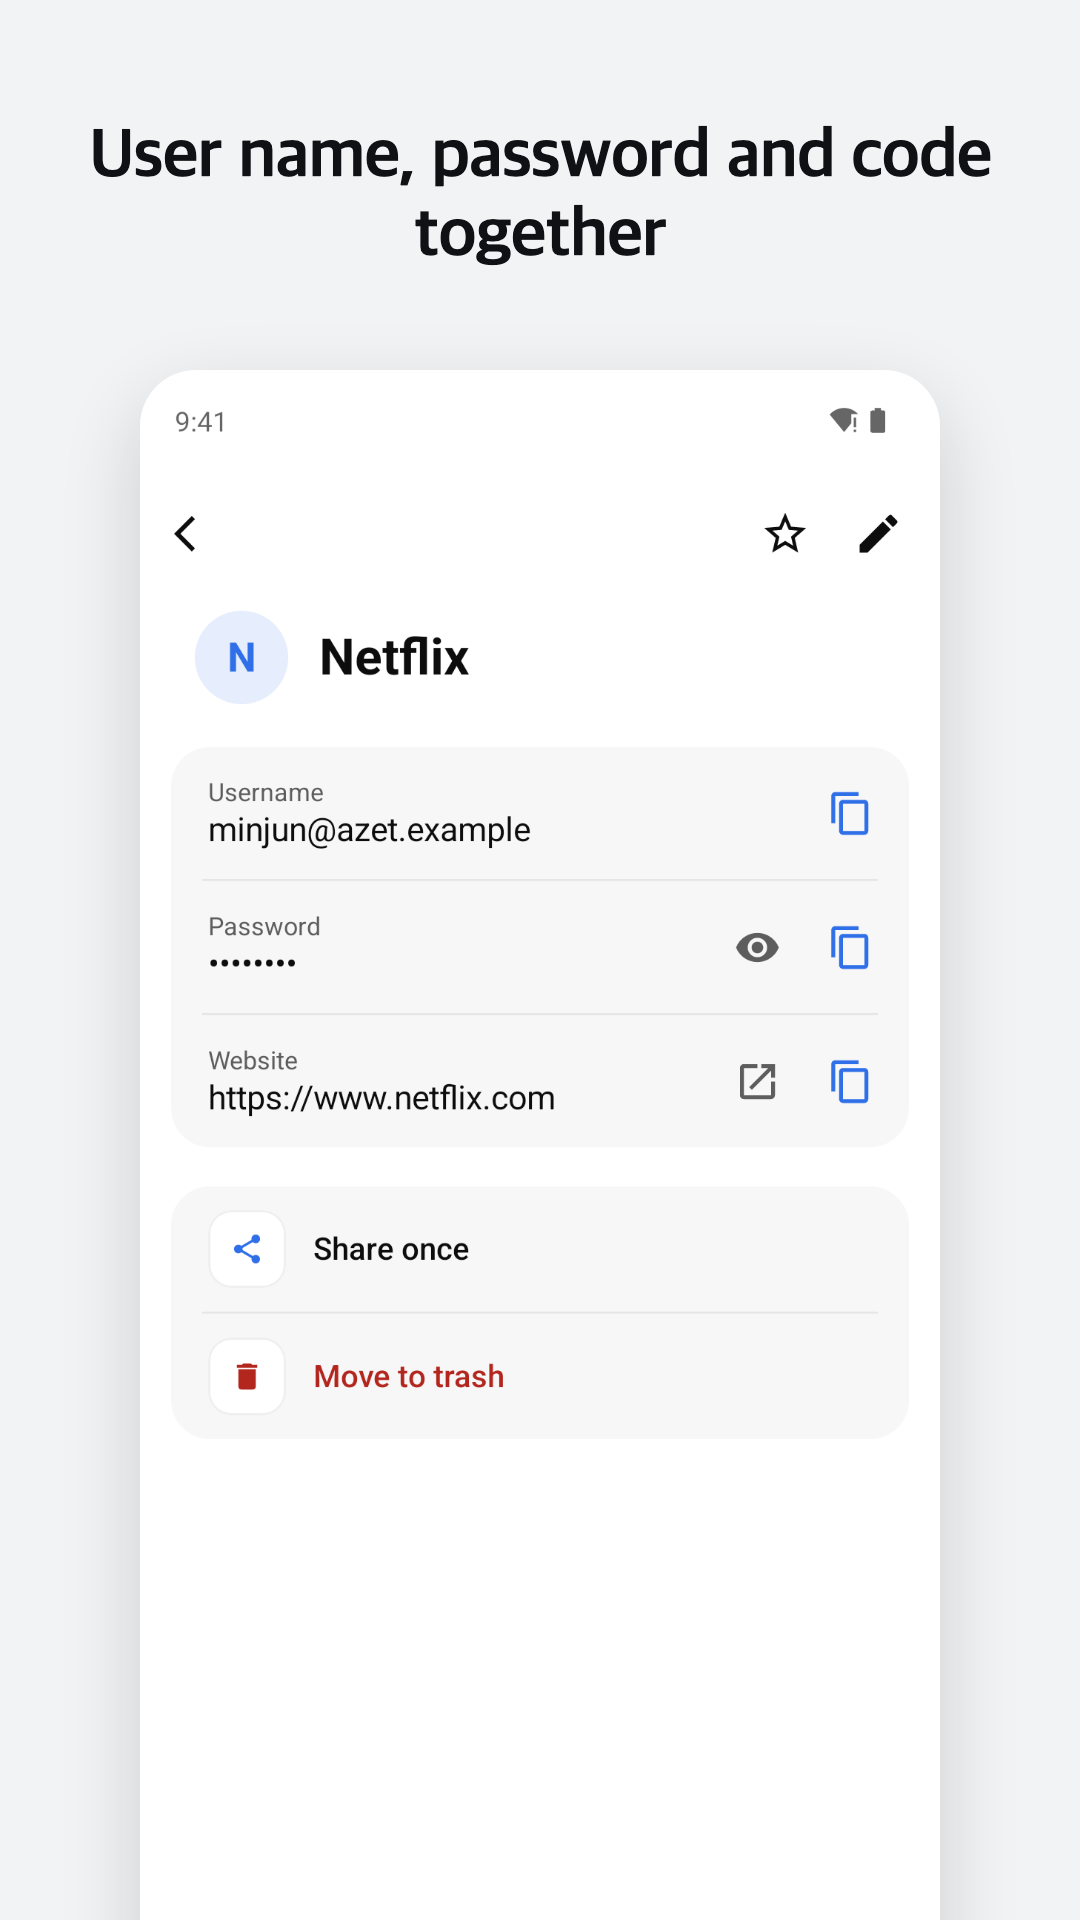 User name, password and code
together
9:41
N
Netflix
Username
minjun@azet.example
Password
••••••••
Website
https://www.netflix.com
Share once
Move to trash